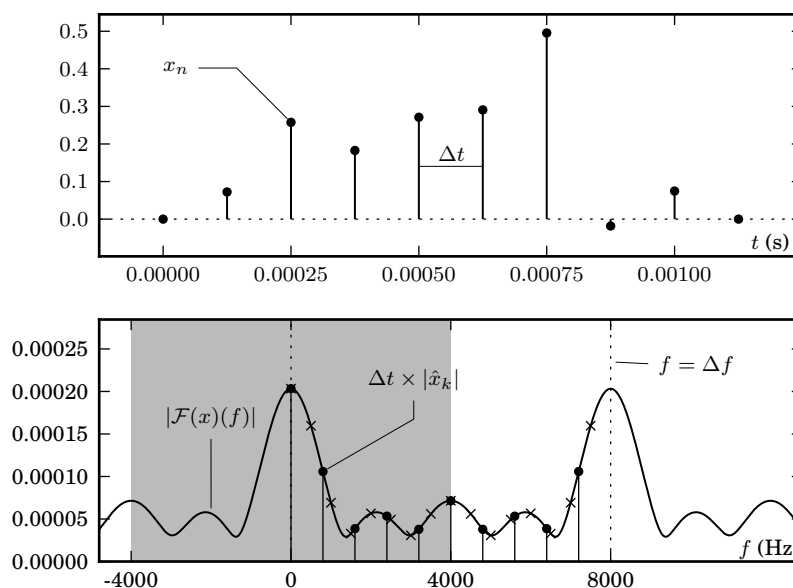 0.5
x_n
0.4
0.3
0.2
Δt
0.1
0.0
t (s)
0.00000 0.00025 0.00050 0.00075 0.00100
0.00025
f = Δf
Δt × |x̂_k|
0.00020
|ℱ(x)(f)|
0.00015
0.00010
0.00005
0.00000
f (Hz
-4000 0 4000 8000